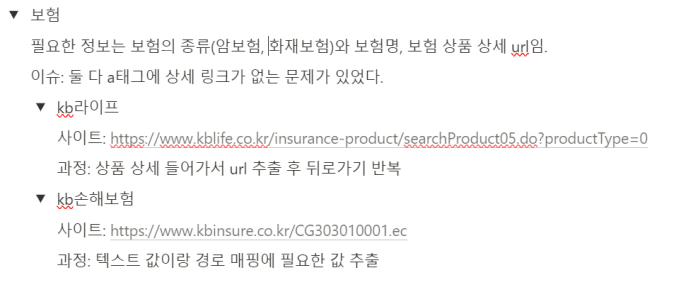 보험
필요한 정보는 보험의 종류(암보험, 화재보험)와 보험명, 보험 상품 상세 url임.
이슈: 둘 다 a태그에 상세 링크가 없는 문제가 있었다.
kb라이프
사이트: https://www.kblife.co.kr/insurance-product/searchProduct05.do?productType=0
과정: 상품 상세 들어가서 url 추출 후 뒤로가기 반복
kb손해보험
사이트: https://www.kbinsure.co.kr/CG303010001.ec
과정: 텍스트 값이랑 경로 매핑에 필요한 값 추출